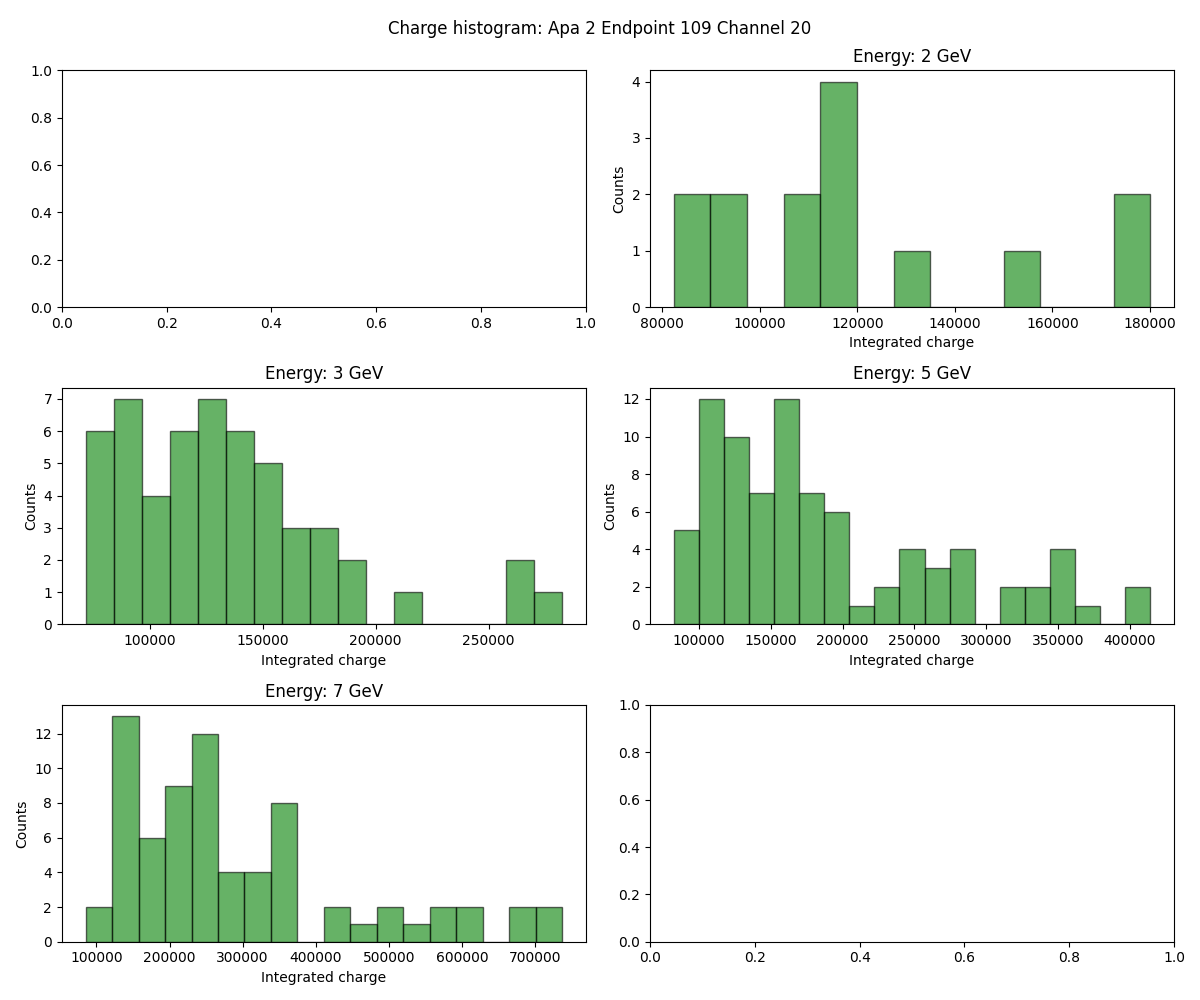 Charge histogram: Apa 2 Endpoint 109 Channel 20
1.0
0.8
0.6
0.4
0.2
0.0
0.0 0.2 0.4 0.6 0.8 1.0
Energy: 2 GeV
Counts
4
3
2
1
0
80000 100000 120000 140000 160000 180000
Integrated charge
Energy: 3 GeV
Counts
7
6
5
4
3
2
1
0
100000 150000 200000 250000
Integrated charge
Energy: 5 GeV
Counts
12
10
8
6
4
2
0
100000 150000 200000 250000 300000 350000 400000
Integrated charge
Energy: 7 GeV
Counts
12
10
8
6
4
2
0
100000 200000 300000 400000 500000 600000 700000
Integrated charge
1.0
0.8
0.6
0.4
0.2
0.0
0.0 0.2 0.4 0.6 0.8 1.0